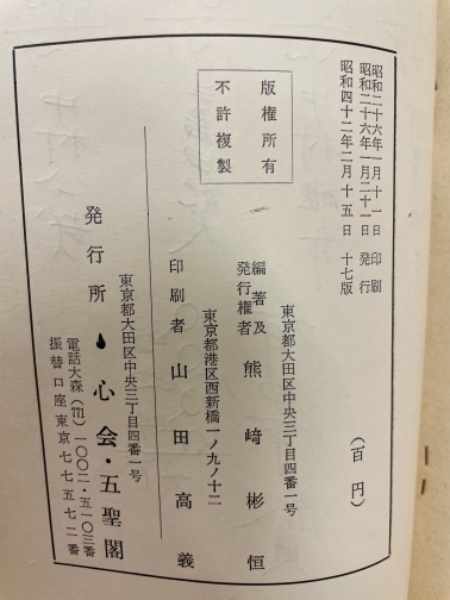 昭和二十六年一月十一日 印刷
昭和二十六年一月二十一日 発行
昭和四十二年二月十五日 十七版
(百円)
版権所有
不許複製
東京都大田区中央三丁目四番一号
編著及
発行権者 熊﨑彬恒
東京都港区西新橋一ノ九ノ十二
印刷者 山田高義
東京都大田区中央三丁目四番一号
発行所 心会・五聖閣
電話大森(771)一〇〇二・五一〇三番
振替口座東京七七五七二番